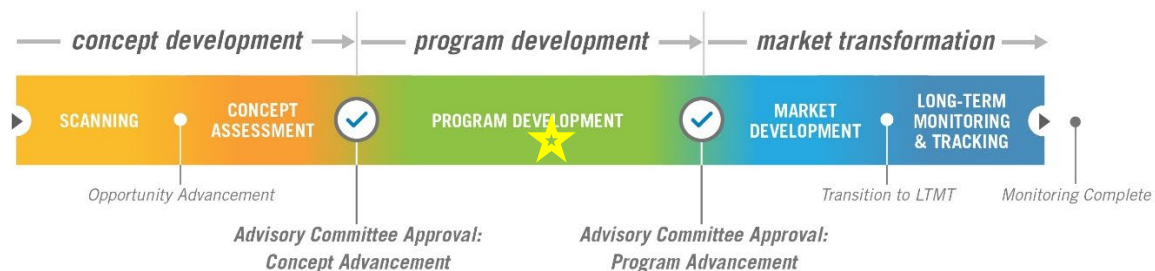 concept development
program development
market transformation
SCANNING
CONCEPT
ASSESSMENT
PROGRAM DEVELOPMENT
MARKET
DEVELOPMENT
LONG-TERM
MONITORING
& TRACKING
Opportunity Advancement
Transition to LTMT
Monitoring Complete
Advisory Committee Approval:
Concept Advancement
Advisory Committee Approval:
Program Advancement